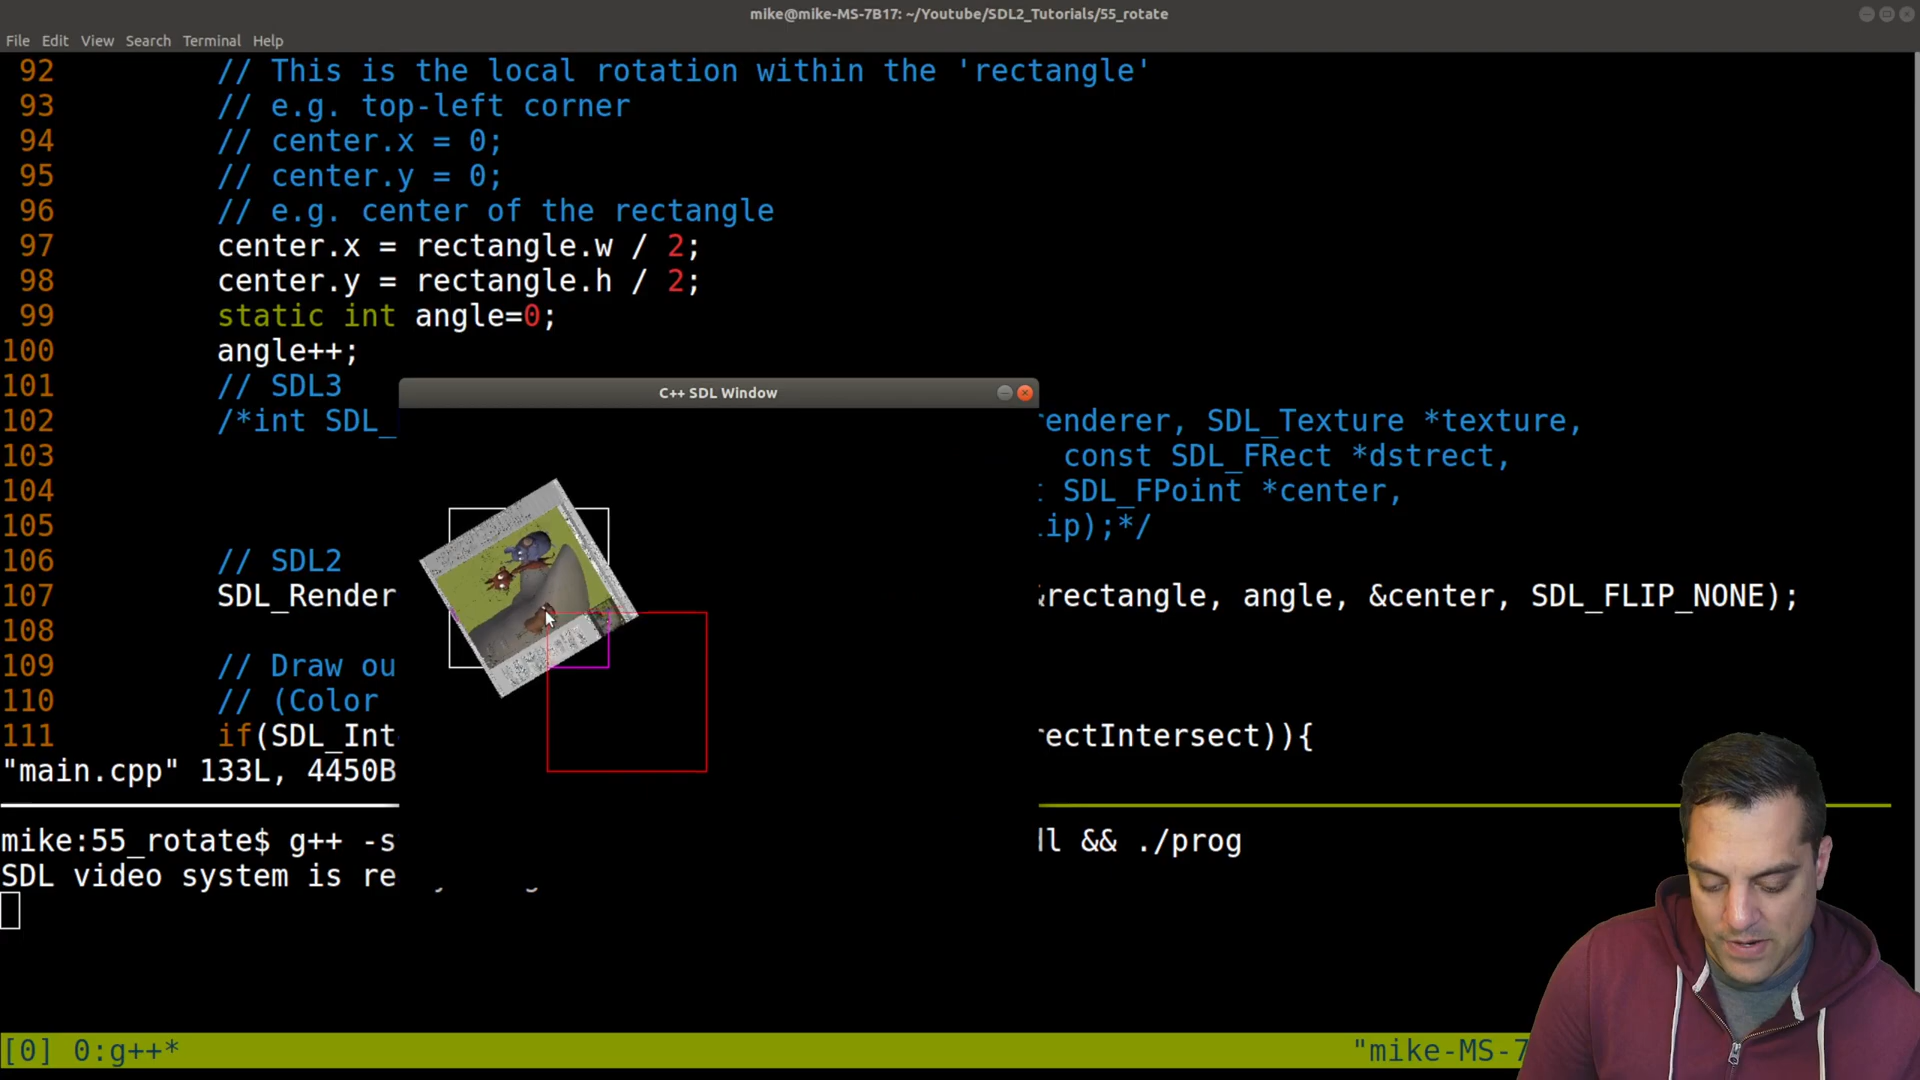 mike@mike-MS-7B17: ~/Youtube/SDL2_Tutorials/55_rotate
File Edit View Search Terminal Help
92 // This is the local rotation within the 'rectangle'
93 // e.g. top-left corner
94 // center.x = 0;
95 // center.y = 0;
96 // e.g. center of the rectangle
97 center.x = rectangle.w / 2;
98 center.y = rectangle.h / 2;
99 static int angle=0;
100 angle++;
C++ SDL Window
101 // SDL3
102 /*int SDL_ renderer, SDL_Texture *texture,
103 const SDL_FRect *dstrect,
104 SDL_FPoint *center,
105 ip);*/
106 // SDL2
107 SDL_Render &rectangle, angle, &center, SDL_FLIP_NONE);
108
109 // Draw ou
110 // (Color
111 if(SDL_Int rectIntersect)){
"main.cpp" 133L, 4450B
mike:55_rotate$ g++ -s ll && ./prog
SDL video system is re
[0] 0:g++* "mike-MS-7